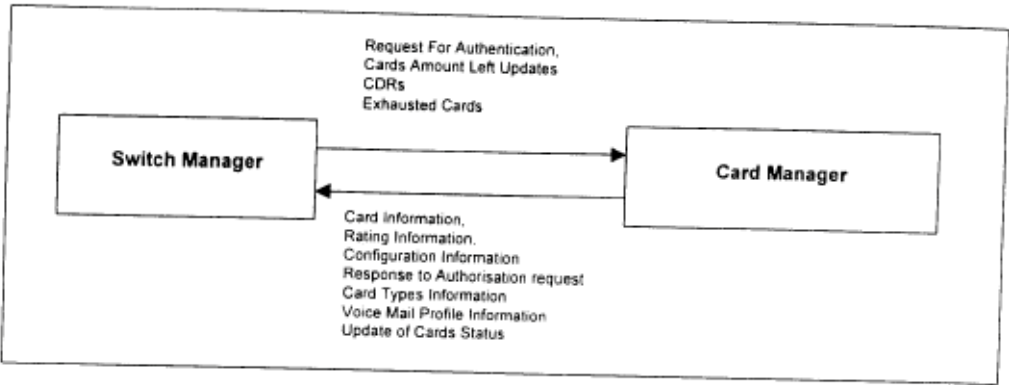 Request For Authentication,
Cards Amount Left Updates
CDRs
Exhausted Cards
Switch Manager
Card Manager
Card Information,
Rating Information,
Configuration Information
Response to Authorisation request
Card Types Information
Voice Mail Profile Information
Update of Cards Status